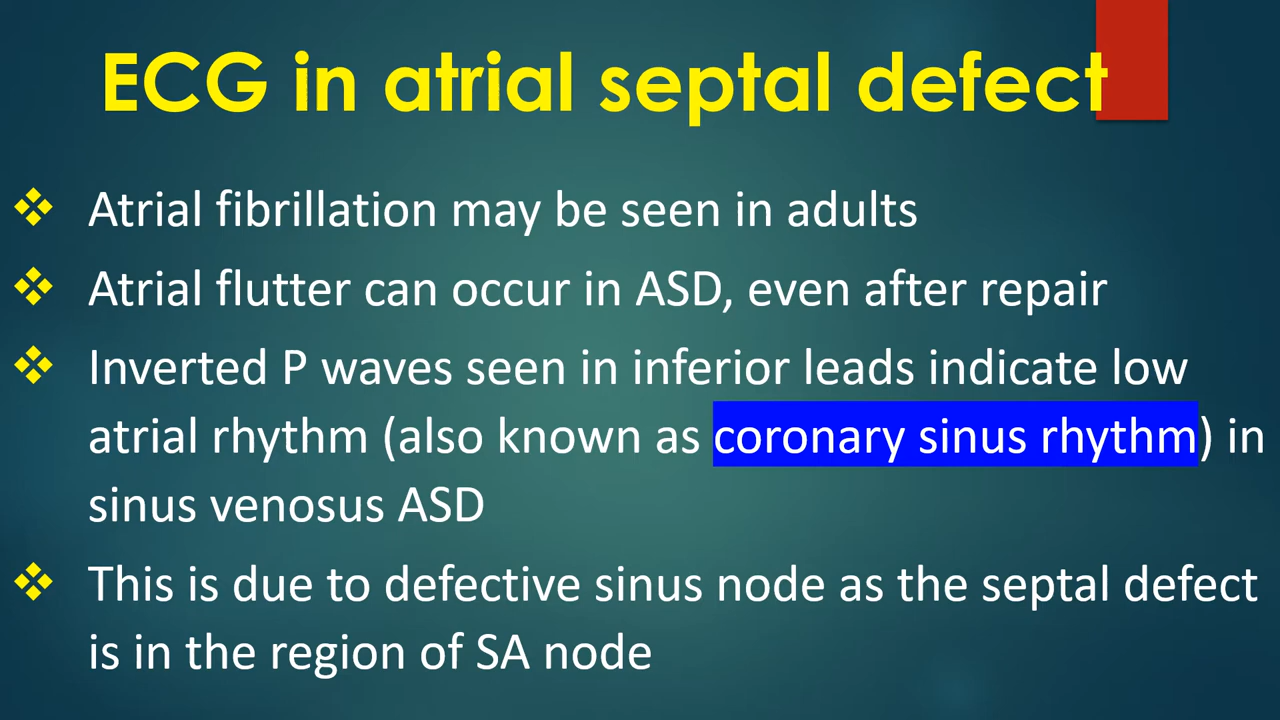 ECG in atrial septal defect
❖ Atrial fibrillation may be seen in adults
❖ Atrial flutter can occur in ASD, even after repair
❖ Inverted P waves seen in inferior leads indicate low
atrial rhythm (also known as coronary sinus rhythm) in
sinus venosus ASD
❖ This is due to defective sinus node as the septal defect
is in the region of SA node